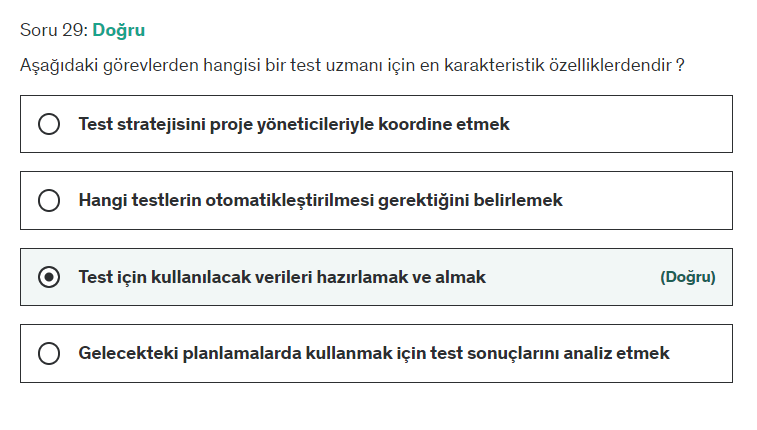 Soru 29: Doğru
Aşağıdaki görevlerden hangisi bir test uzmanı için en karakteristik özelliklerdendir ?
Test stratejisini proje yöneticileriyle koordine etmek
Hangi testlerin otomatikleştirilmesi gerektiğini belirlemek
Test için kullanılacak verileri hazırlamak ve almak (Doğru)
Gelecekteki planlamalarda kullanmak için test sonuçlarını analiz etmek